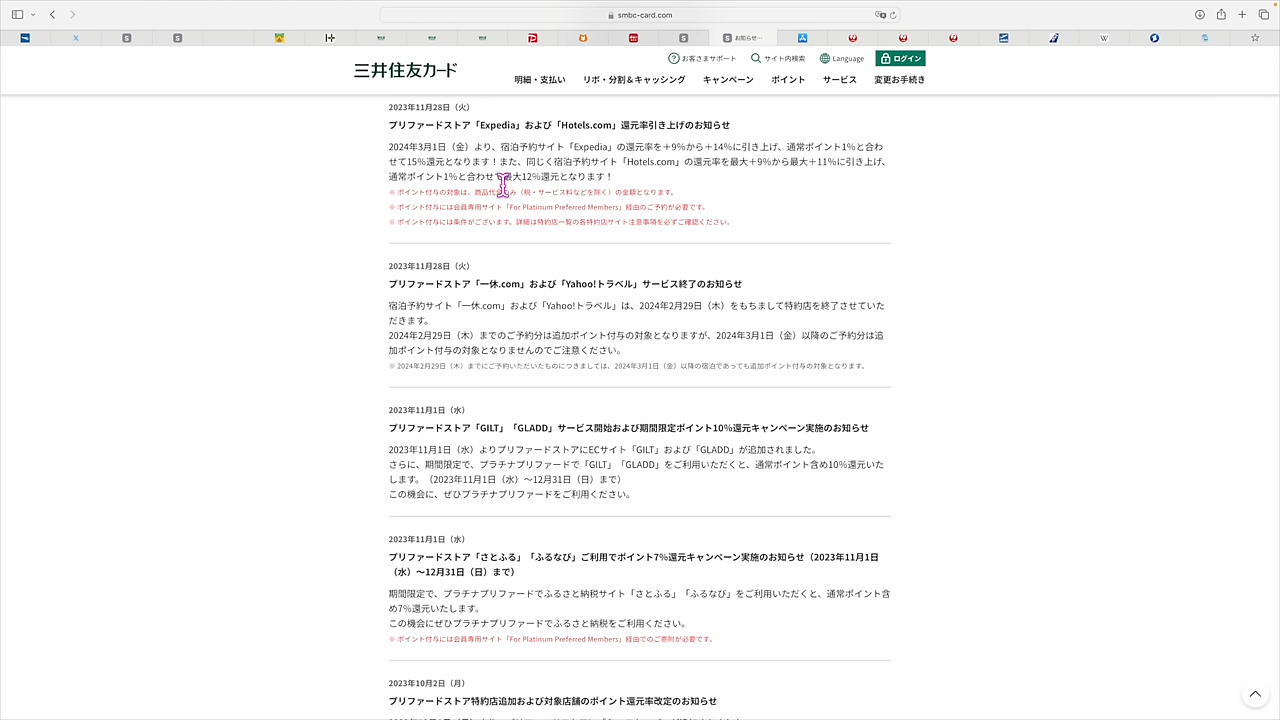 smbc-card.com
お知らせ…
三井住友カード
お客さまサポート
サイト内検索
Language
ログイン
明細・支払い
リボ・分割＆キャッシング
キャンペーン
ポイント
サービス
変更お手続き
2023年11月28日（火）
プリファードストア「Expedia」および「Hotels.com」還元率引き上げのお知らせ
2024年3月1日（金）より、宿泊予約サイト「Expedia」の還元率を＋9％から＋14％に引き上げ、通常ポイント1％と合わ
せて15％還元となります！また、同じく宿泊予約サイト「Hotels.com」の還元率を最大＋9％から最大＋11％に引き上げ、
通常ポイント1％と合わせて最大12％還元となります！
※ ポイント付与の対象は、商品代金のみ（税・サービス料などを除く）の金額となります。
※ ポイント付与には会員専用サイト「For Platinum Preferred Members」経由のご予約が必要です。
※ ポイント付与には条件がございます。詳細は特約店一覧の各特約店サイト注意事項を必ずご確認ください。
2023年11月28日（火）
プリファードストア「一休.com」および「Yahoo!トラベル」サービス終了のお知らせ
宿泊予約サイト「一休.com」および「Yahoo!トラベル」は、2024年2月29日（木）をもちまして特約店を終了させていた
だきます。
2024年2月29日（木）までのご予約分は追加ポイント付与の対象となりますが、2024年3月1日（金）以降のご予約分は追
加ポイント付与の対象となりませんのでご注意ください。
※ 2024年2月29日（木）までにご予約いただいたものにつきましては、2024年3月1日（金）以降の宿泊であっても追加ポイント付与の対象となります。
2023年11月1日（水）
プリファードストア「GILT」「GLADD」サービス開始および期間限定ポイント10％還元キャンペーン実施のお知らせ
2023年11月1日（水）よりプリファードストアにECサイト「GILT」および「GLADD」が追加されました。
さらに、期間限定で、プラチナプリファードで「GILT」「GLADD」をご利用いただくと、通常ポイント含め10％還元いた
します。（2023年11月1日（水）～12月31日（日）まで）
この機会に、ぜひプラチナプリファードをご利用ください。
2023年11月1日（水）
プリファードストア「さとふる」「ふるなび」ご利用でポイント7％還元キャンペーン実施のお知らせ（2023年11月1日
（水）～12月31日（日）まで）
期間限定で、プラチナプリファードでふるさと納税サイト「さとふる」「ふるなび」をご利用いただくと、通常ポイント含
め7％還元いたします。
この機会にぜひプラチナプリファードでふるさと納税をご利用ください。
※ ポイント付与には会員専用サイト「For Platinum Preferred Members」経由でのご寄附が必要です。
2023年10月2日（月）
プリファードストア特約店追加および対象店舗のポイント還元率改定のお知らせ